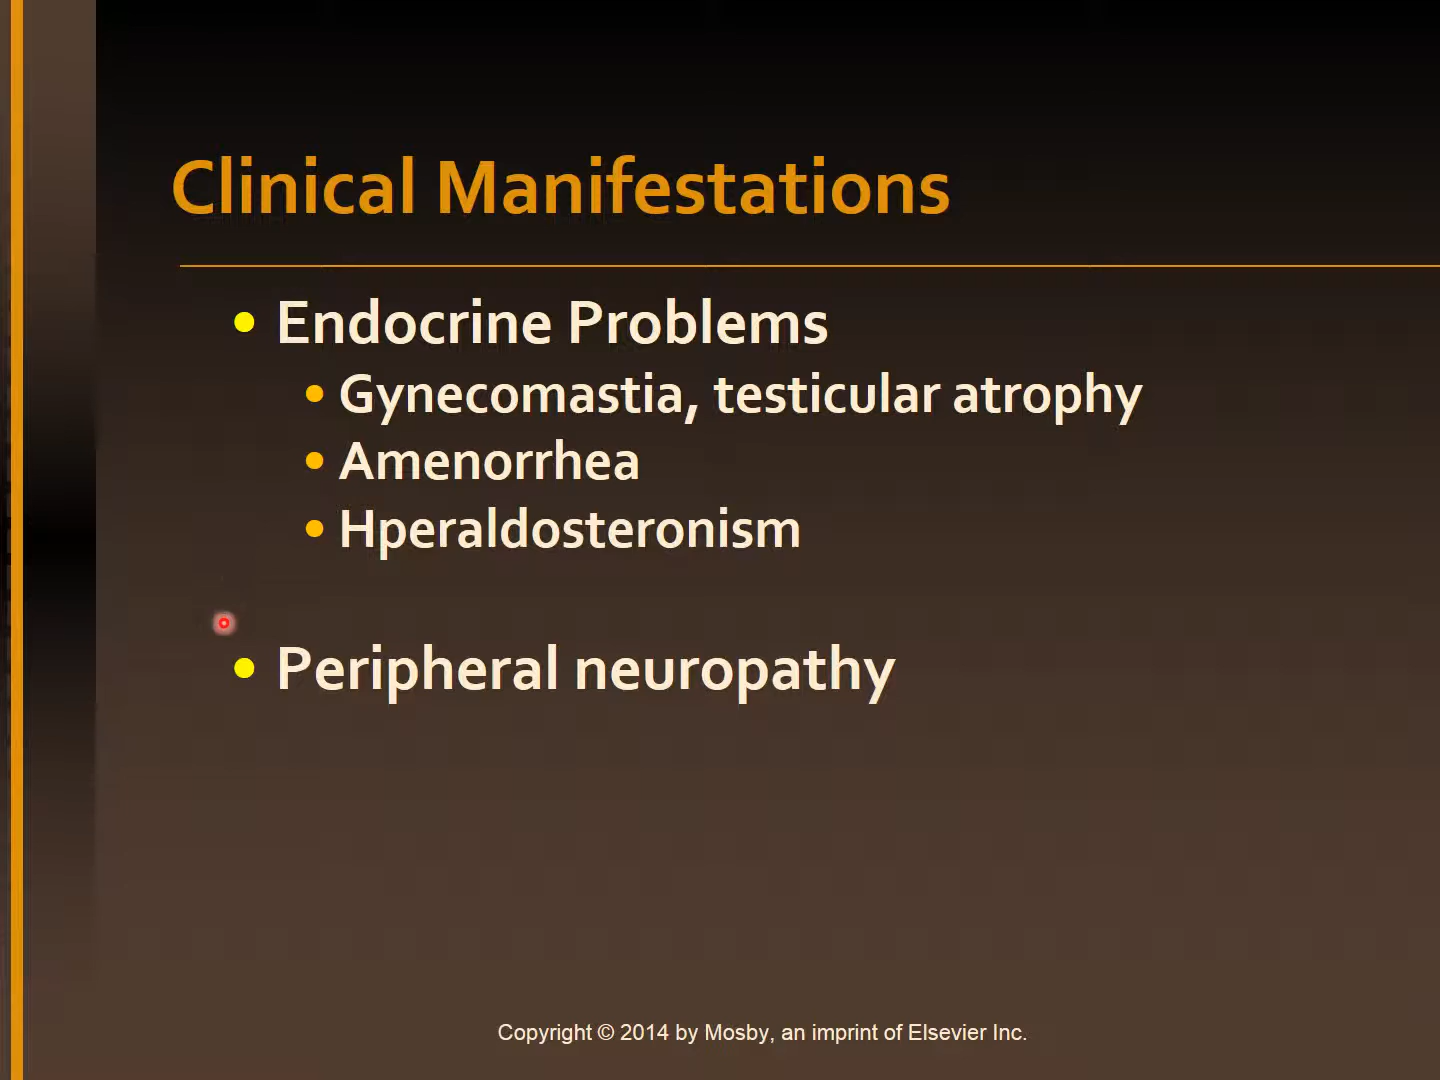 Clinical Manifestations
Endocrine Problems
Gynecomastia, testicular atrophy
Amenorrhea
Hperaldosteronism
Peripheral neuropathy
Copyright © 2014 by Mosby, an imprint of Elsevier Inc.